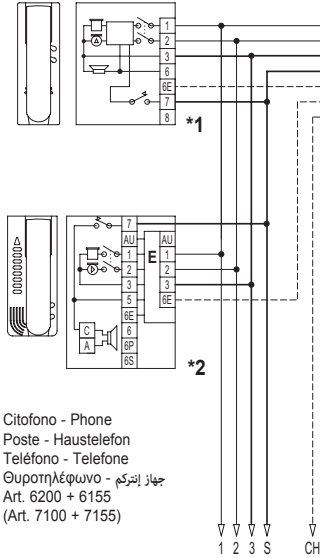 1
2
3
6
6E
7
8
*1
7
AU
1
2
3
5
6E
6
6P
6S
C
A
E
AU
1
2
3
6E
*2
Citofono - Phone
Poste - Haustelefon
Teléfono - Telefone
Θυροτηλέφωνο - جهاز إنتركم
Art. 6200 + 6155
(Art. 7100 + 7155)
1 2 3 S CH